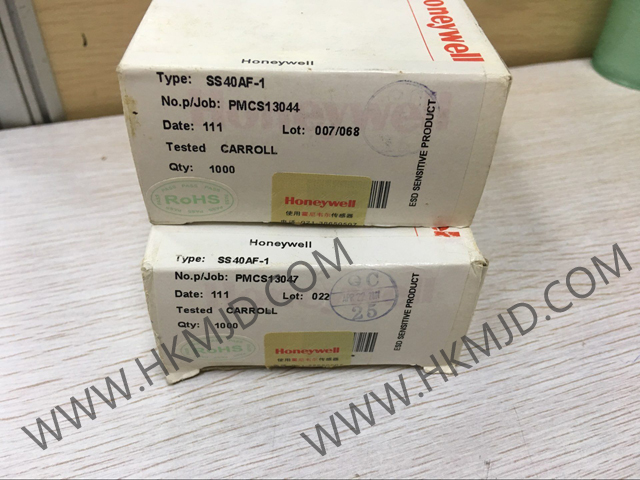 Honeywell
Honeywell
Type: SS40AF-1
No.p/Job: PMCS13044
Date: 111 Lot: 007/068
Tested CARROLL
Qty: 1000
RoHS
Honeywell
ESD SENSITIVE PRODUCT
Honeywell
Type: SS40AF-1
No.p/Job: PMCS13047
Date: 111 Lot: 022
Tested CARROLL
Qty: 1000
RoHS
QC
25
Honeywell
ESD SENSITIVE PRODUCT
WWW.HKMJD.COM
WWW.HKMJD.COM